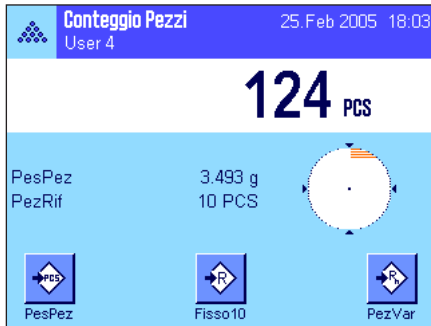 Conteggio Pezzi 25.Feb 2005 18:03
User 4
124 PCS
PesPez 3.493 g
PezRif 10 PCS
PCS R Rn
PesPez Fisso10 PezVar